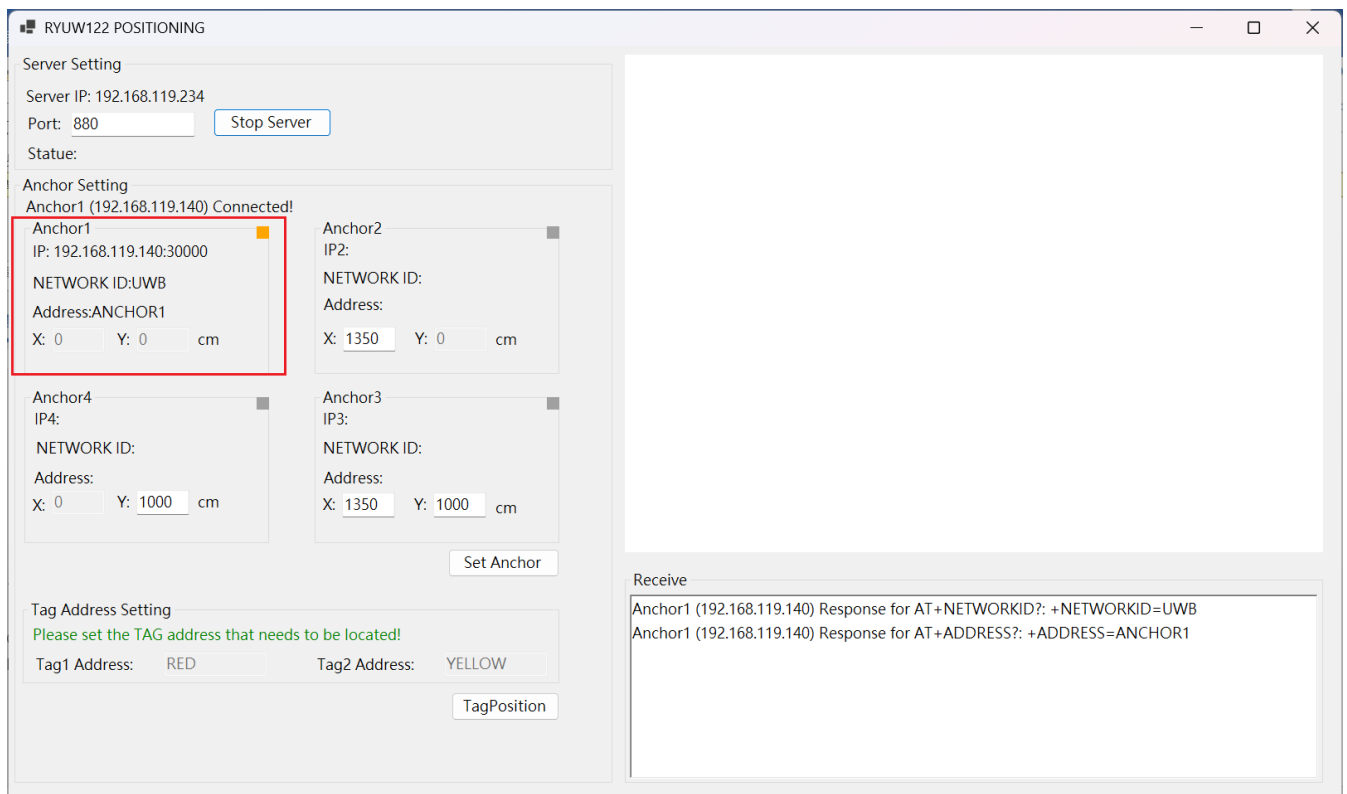 RYUW122 POSITIONING
Server Setting
Server IP: 192.168.119.234
Port: 880 Stop Server
Statue:
Anchor Setting
Anchor1 (192.168.119.140) Connected!
Anchor1
IP: 192.168.119.140:30000
NETWORK ID:UWB
Address:ANCHOR1
X: 0 Y: 0 cm
Anchor2
IP2:
NETWORK ID:
Address:
X: 1350 Y: 0 cm
Anchor4
IP4:
NETWORK ID:
Address:
X: 0 Y: 1000 cm
Anchor3
IP3:
NETWORK ID:
Address:
X: 1350 Y: 1000 cm
Set Anchor
Tag Address Setting
Please set the TAG address that needs to be located!
Tag1 Address: RED Tag2 Address: YELLOW
TagPosition
Receive
Anchor1 (192.168.119.140) Response for AT+NETWORKID?: +NETWORKID=UWB
Anchor1 (192.168.119.140) Response for AT+ADDRESS?: +ADDRESS=ANCHOR1